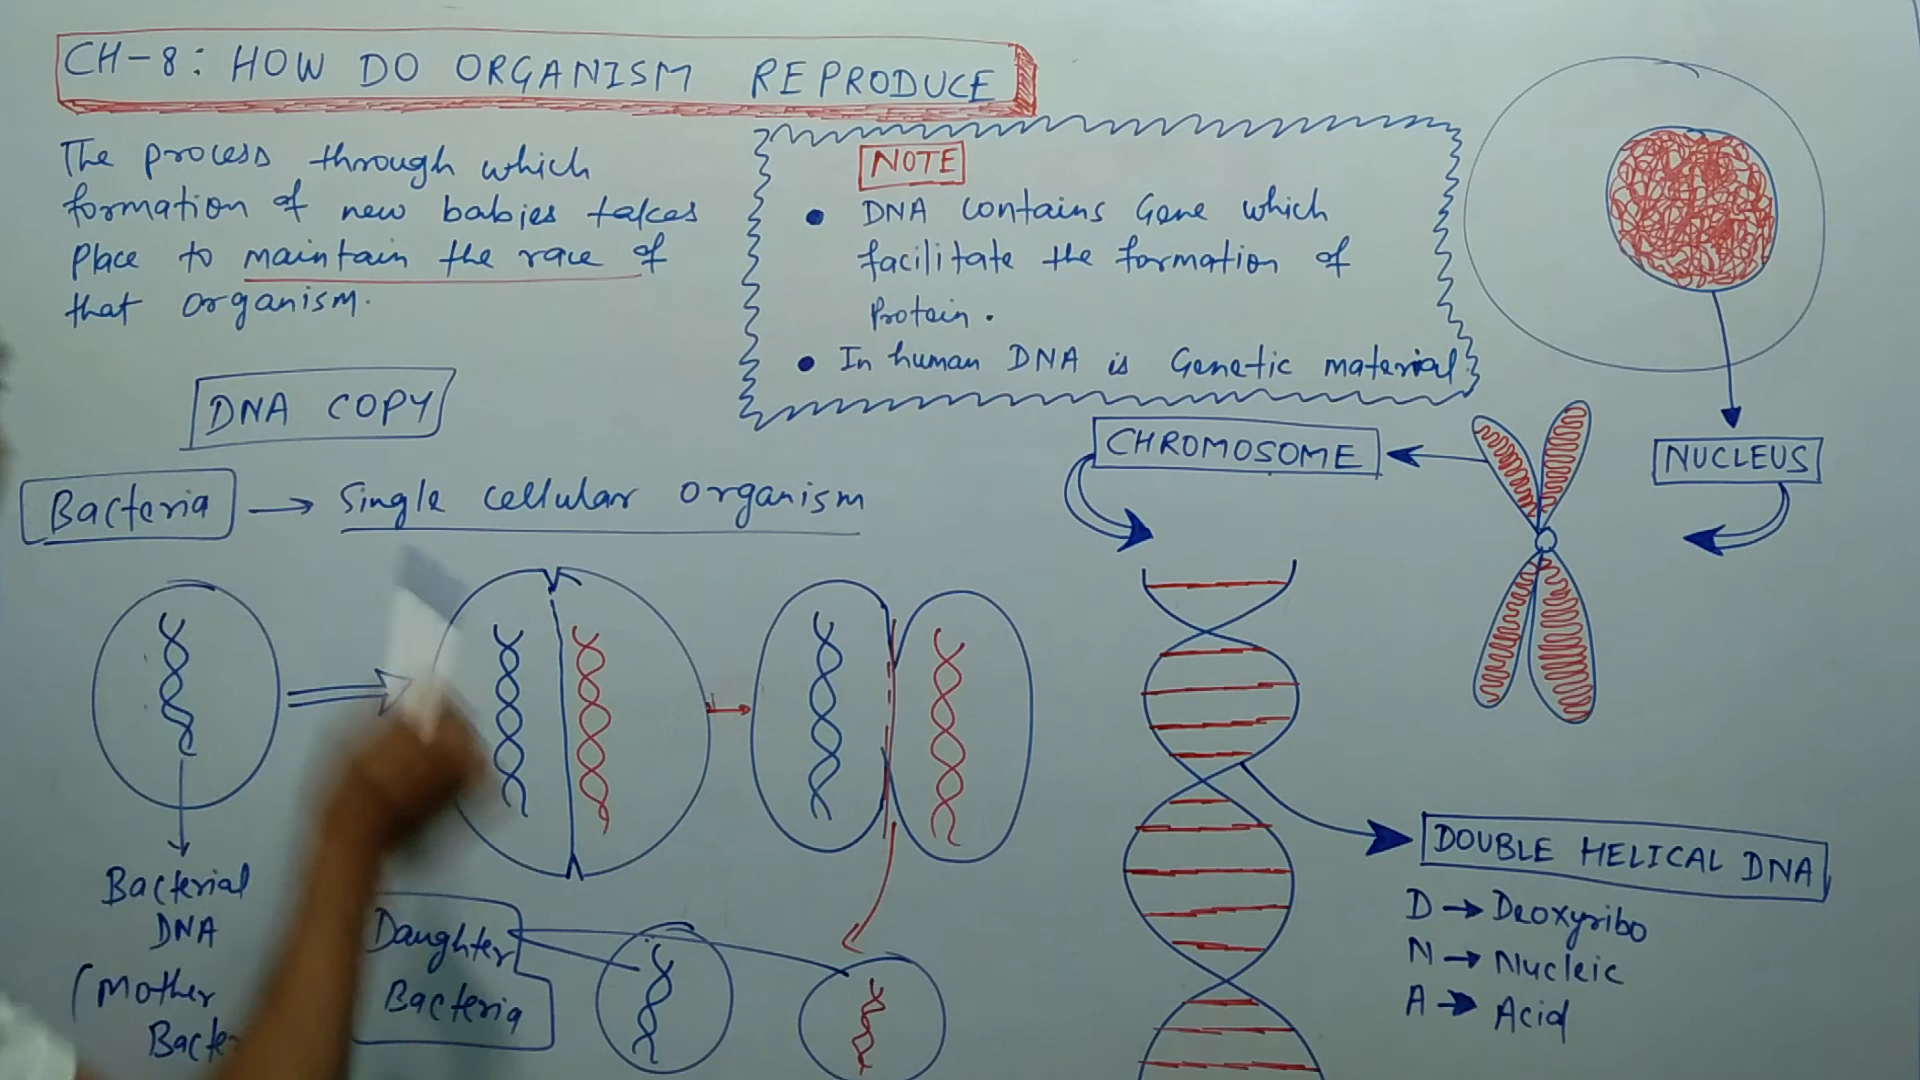 CH-8: HOW DO ORGANISM REPRODUCE
The process through which
formation of new babies takes
Place to maintain the race of
that organism.
NOTE
• DNA contains Gene which
facilitate the formation of
Protein.
• In human DNA is Genetic material
DNA COPY
Bacteria → Single cellular organism
Bacterial
DNA
(Mother
Daughter
Bacteria
CHROMOSOME
NUCLEUS
DOUBLE HELICAL DNA
D → Deoxyribo
N → Nucleic
A → Acid